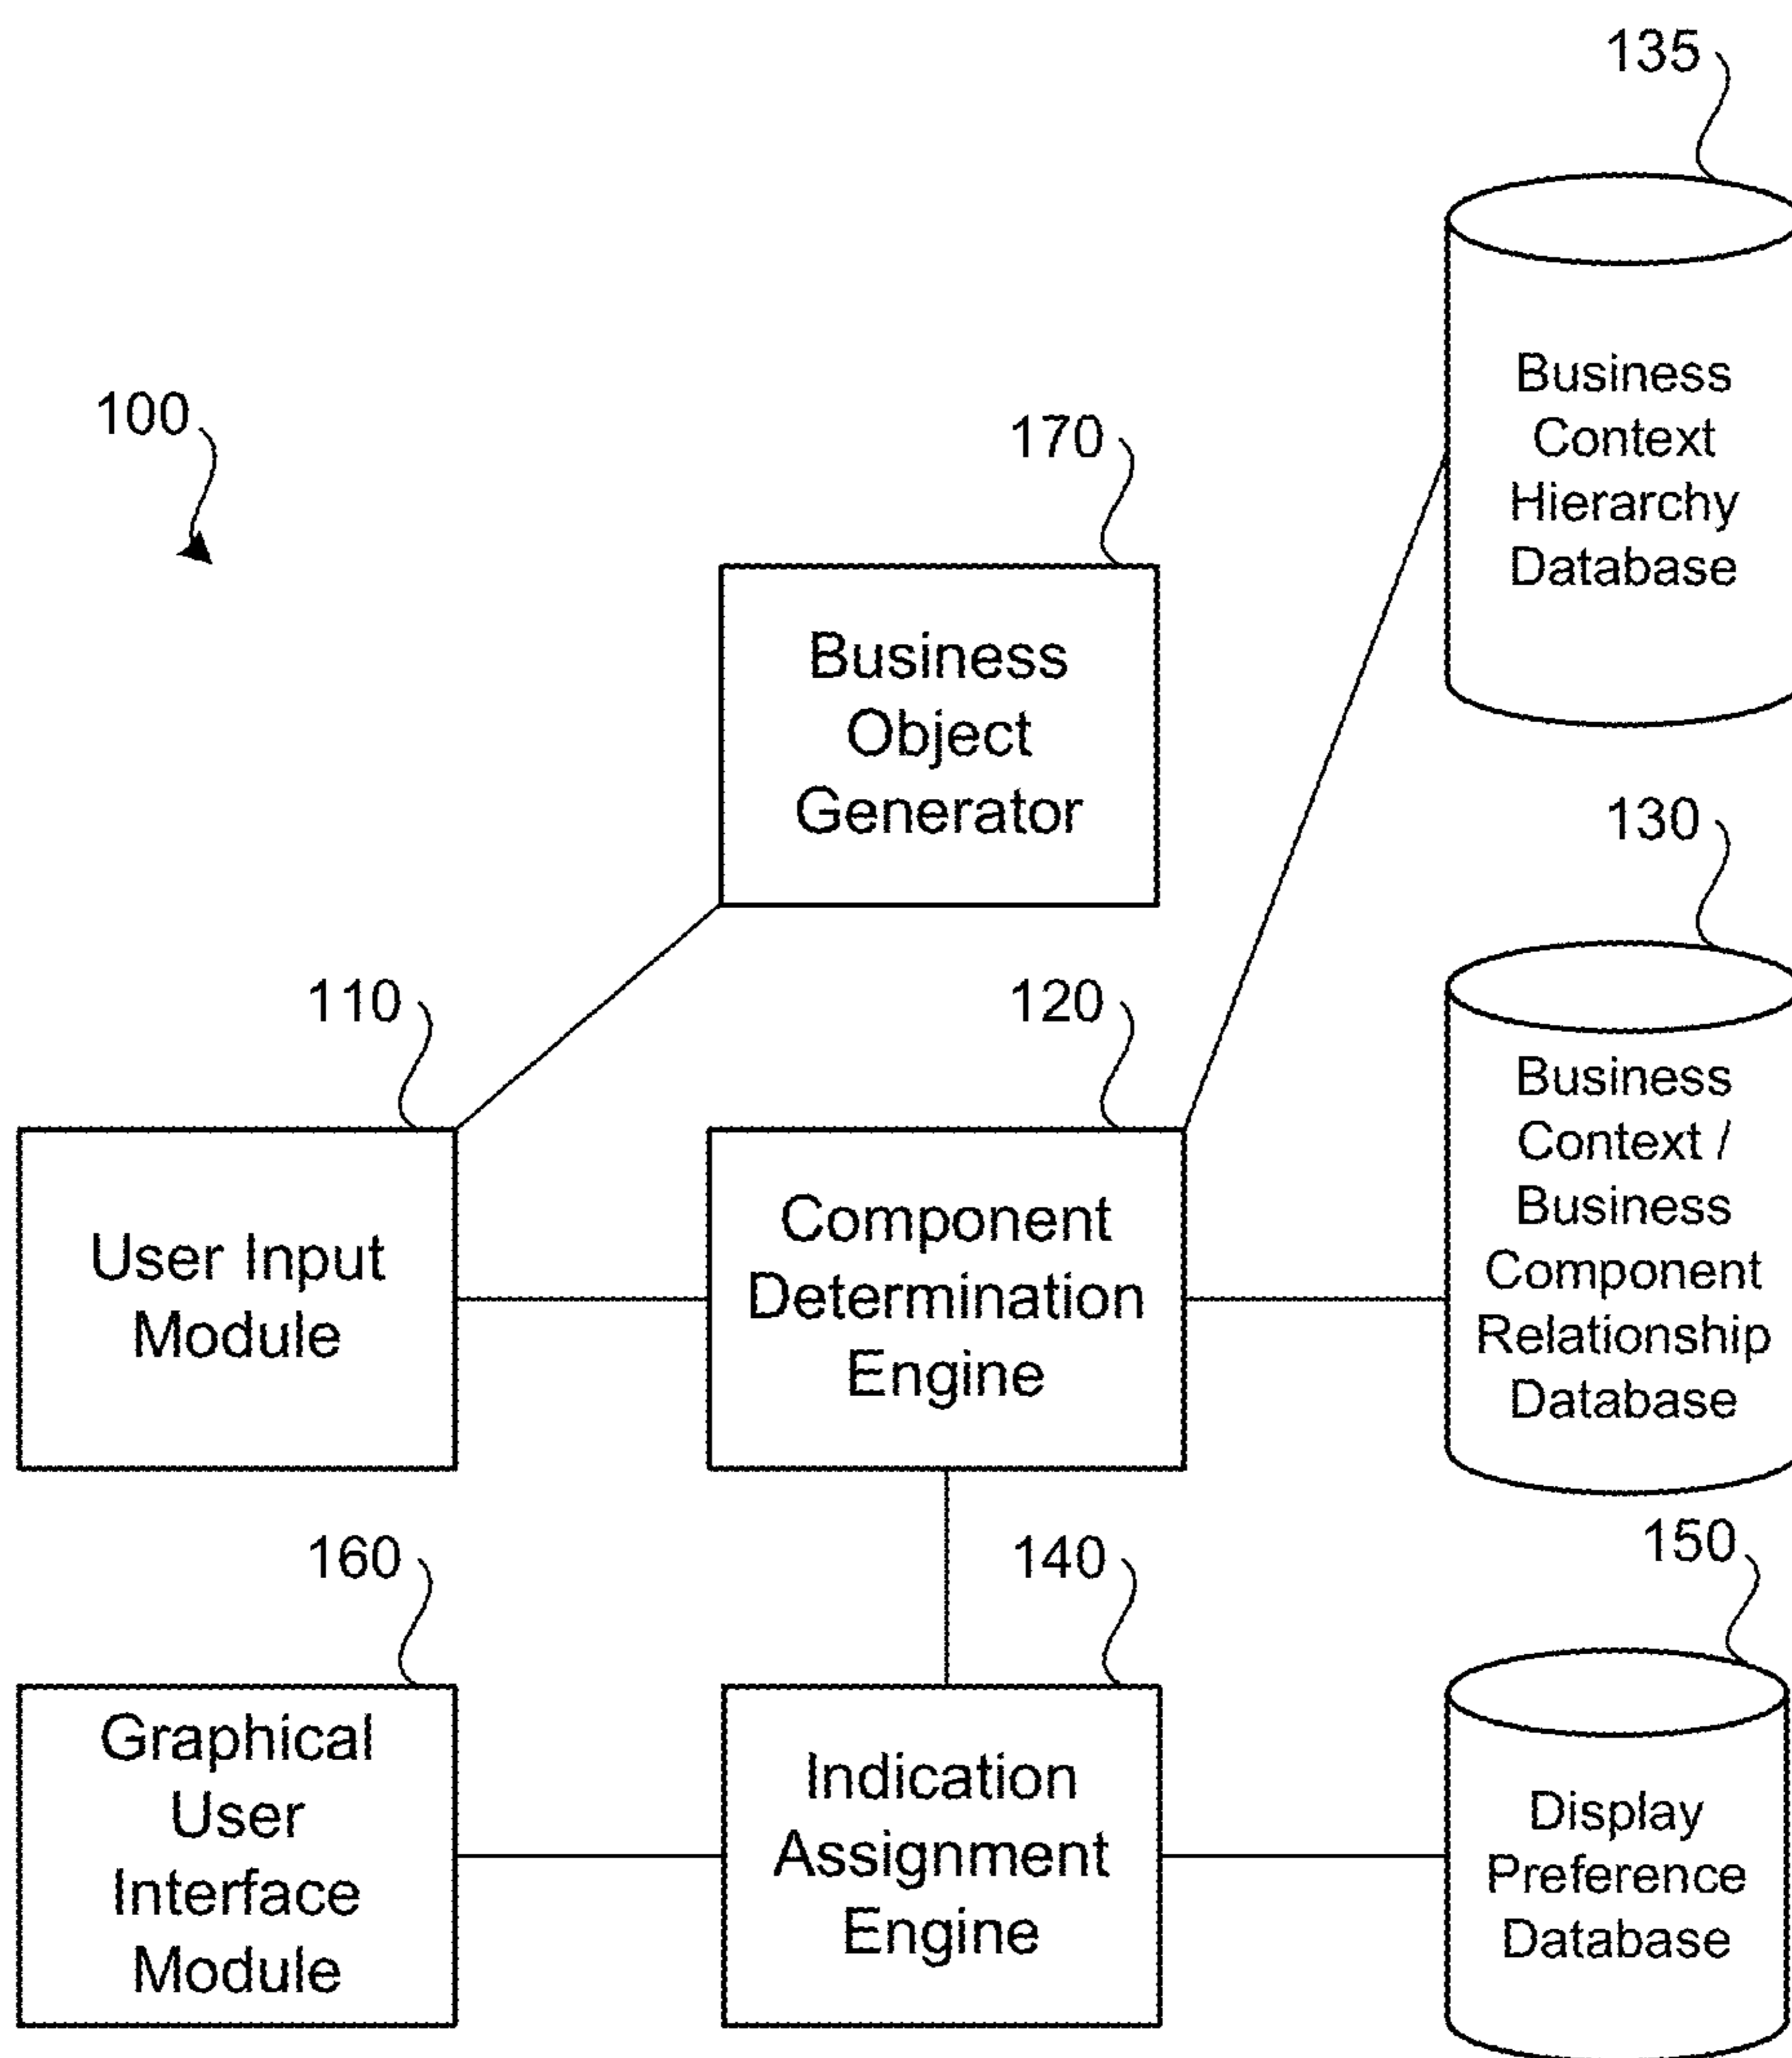 135
100
170
Business
Context
Hierarchy
Database
Business
Object
Generator
130
110
120
Business
Context /
Business
Component
Relationship
Database
User Input
Module
Component
Determination
Engine
160
140
150
Graphical
User
Interface
Module
Indication
Assignment
Engine
Display
Preference
Database